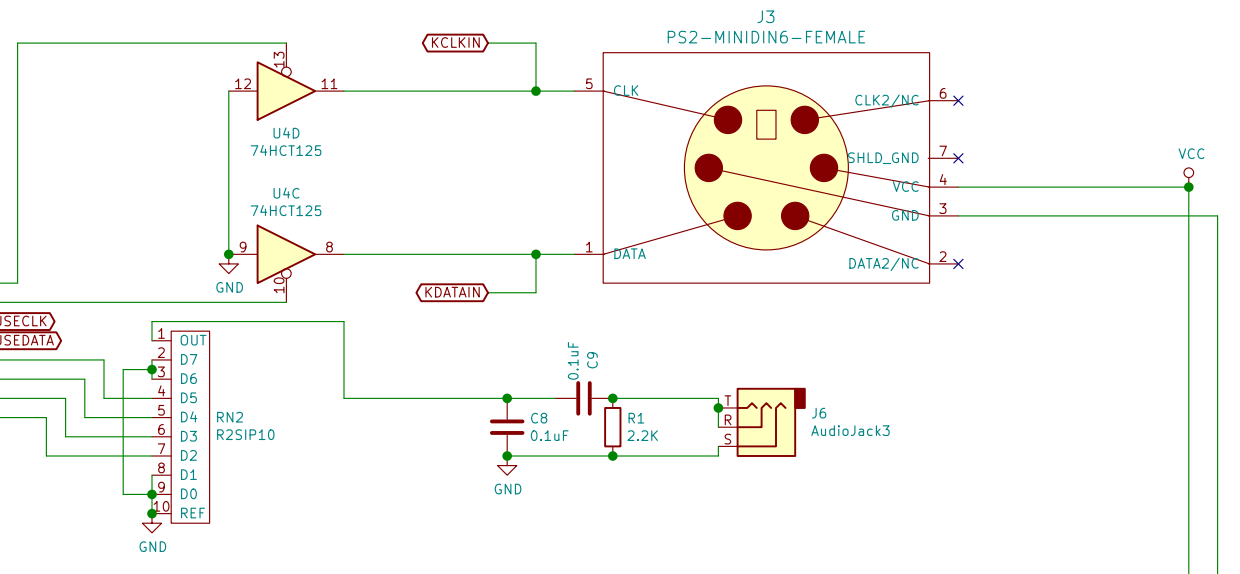 J3
PS2-MINIDIN6-FEMALE
KCLKIN
13
12
11
U4D
74HCT125
5
CLK
CLK2/NC
6
SHLD_GND
7
VCC
4
GND
3
DATA2/NC
2
1
DATA
VCC
U4C
74HCT125
9
8
10
GND
KDATAIN
USECLK
USEDATA
1
OUT
2
D7
3
D6
4
D5
5
D4
6
D3
7
D2
8
D1
9
D0
10
REF
RN2
R2SIP10
GND
0.1uF
C9
C8
0.1uF
R1
2.2K
GND
T
R
S
J6
AudioJack3